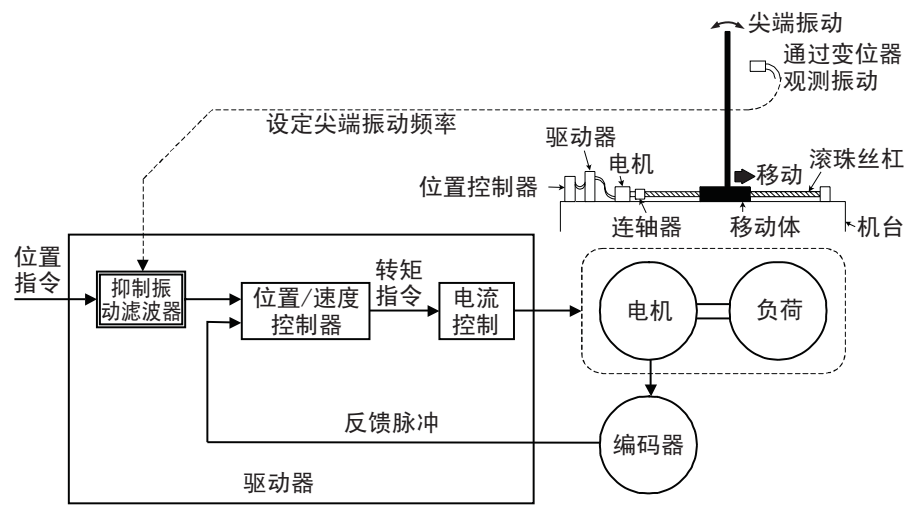 尖端振动
通过变位器
观测振动
设定尖端振动频率
驱动器
电机
位置控制器
移动
滚珠丝杠
连轴器
移动体
机台
位置
指令
抑制振
动滤波器
位置/速度
控制器
转矩
指令
电流
控制
电机
负荷
反馈脉冲
编码器
驱动器